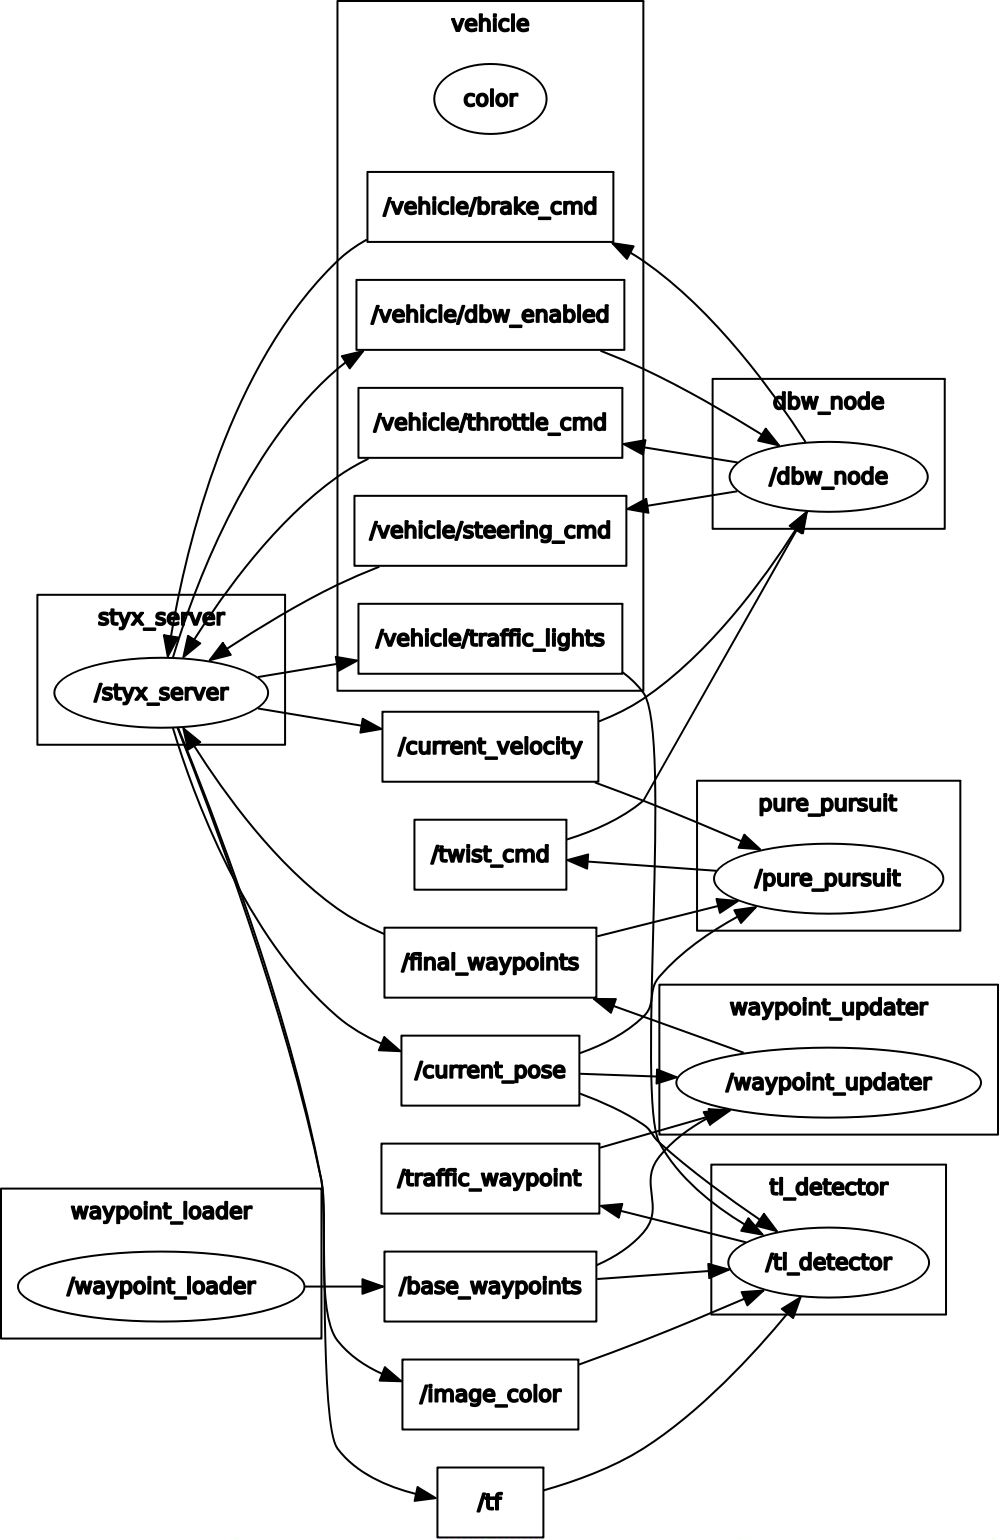 vehicle
color
/vehicle/brake_cmd
/vehicle/dbw_enabled
/vehicle/throttle_cmd
dbw_node
/dbw_node
/vehicle/steering_cmd
styx_server
/vehicle/traffic_lights
/styx_server
/current_velocity
pure_pursuit
/twist_cmd
/pure_pursuit
/final_waypoints
waypoint_updater
/current_pose
/waypoint_updater
/traffic_waypoint
tl_detector
waypoint_loader
/tl_detector
/waypoint_loader
/base_waypoints
/image_color
/tf